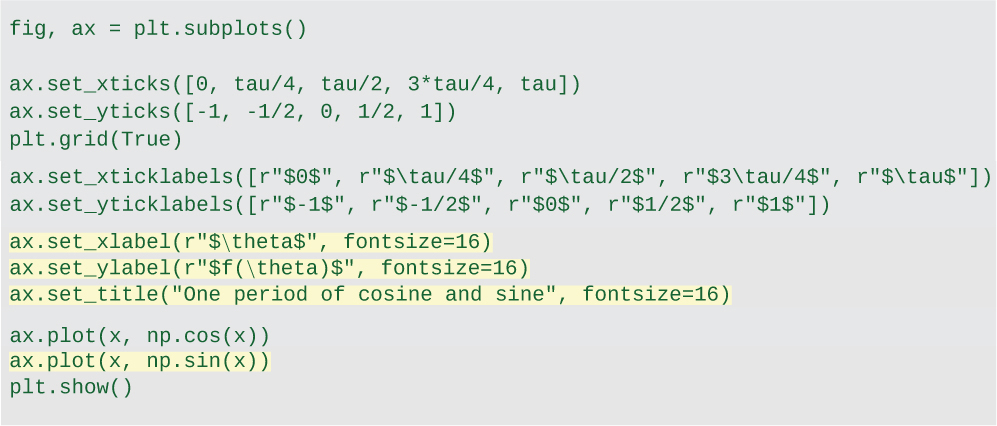 fig, ax = plt.subplots()
ax.set_xticks([0, tau/4, tau/2, 3*tau/4, tau])
ax.set_yticks([-1, -1/2, 0, 1/2, 1])
plt.grid(True)
ax.set_xticklabels([r"$0$", r"$\tau/4$", r"$\tau/2$", r"$3\tau/4$", r"$\tau$"])
ax.set_yticklabels([r"$-1$", r"$-1/2$", r"$0$", r"$1/2$", r"$1$"])
ax.set_xlabel(r"$\theta$", fontsize=16)
ax.set_ylabel(r"$f(\theta)$", fontsize=16)
ax.set_title("One period of cosine and sine", fontsize=16)
ax.plot(x, np.cos(x))
ax.plot(x, np.sin(x))
plt.show()